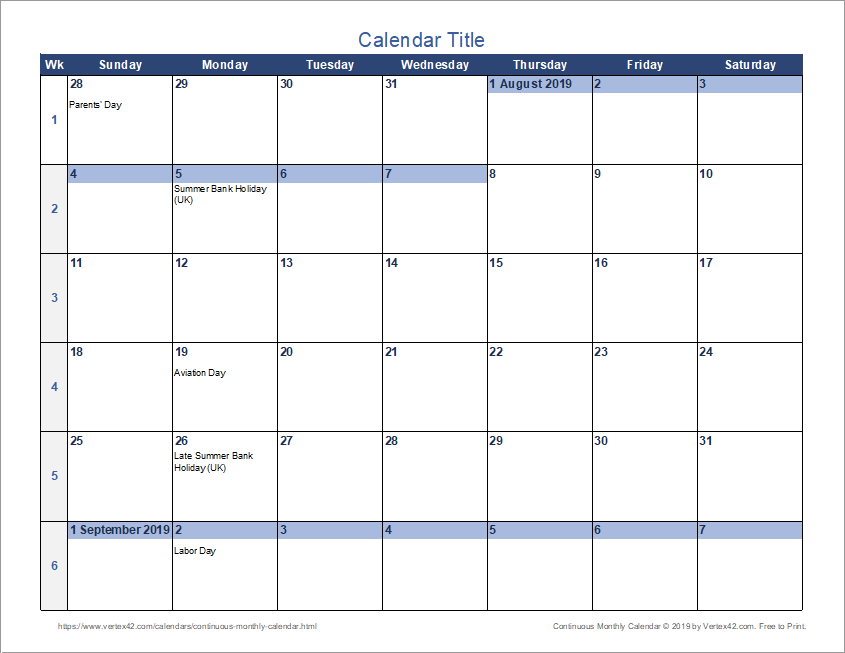 Calendar Title
Wk Sunday Monday Tuesday Wednesday Thursday Friday Saturday
28 29 30 31 1 August 2019 2 3
Parents' Day
1
4 5 6 7 8 9 10
Summer Bank Holiday
(UK)
2
11 12 13 14 15 16 17
3
18 19 20 21 22 23 24
Aviation Day
4
25 26 27 28 29 30 31
Late Summer Bank
Holiday (UK)
5
1 September 2019 2 3 4 5 6 7
Labor Day
6
https://www.vertex42.com/calendars/continuous-monthly-calendar.html Continuous Monthly Calendar © 2019 by Vertex42.com. Free to Print.